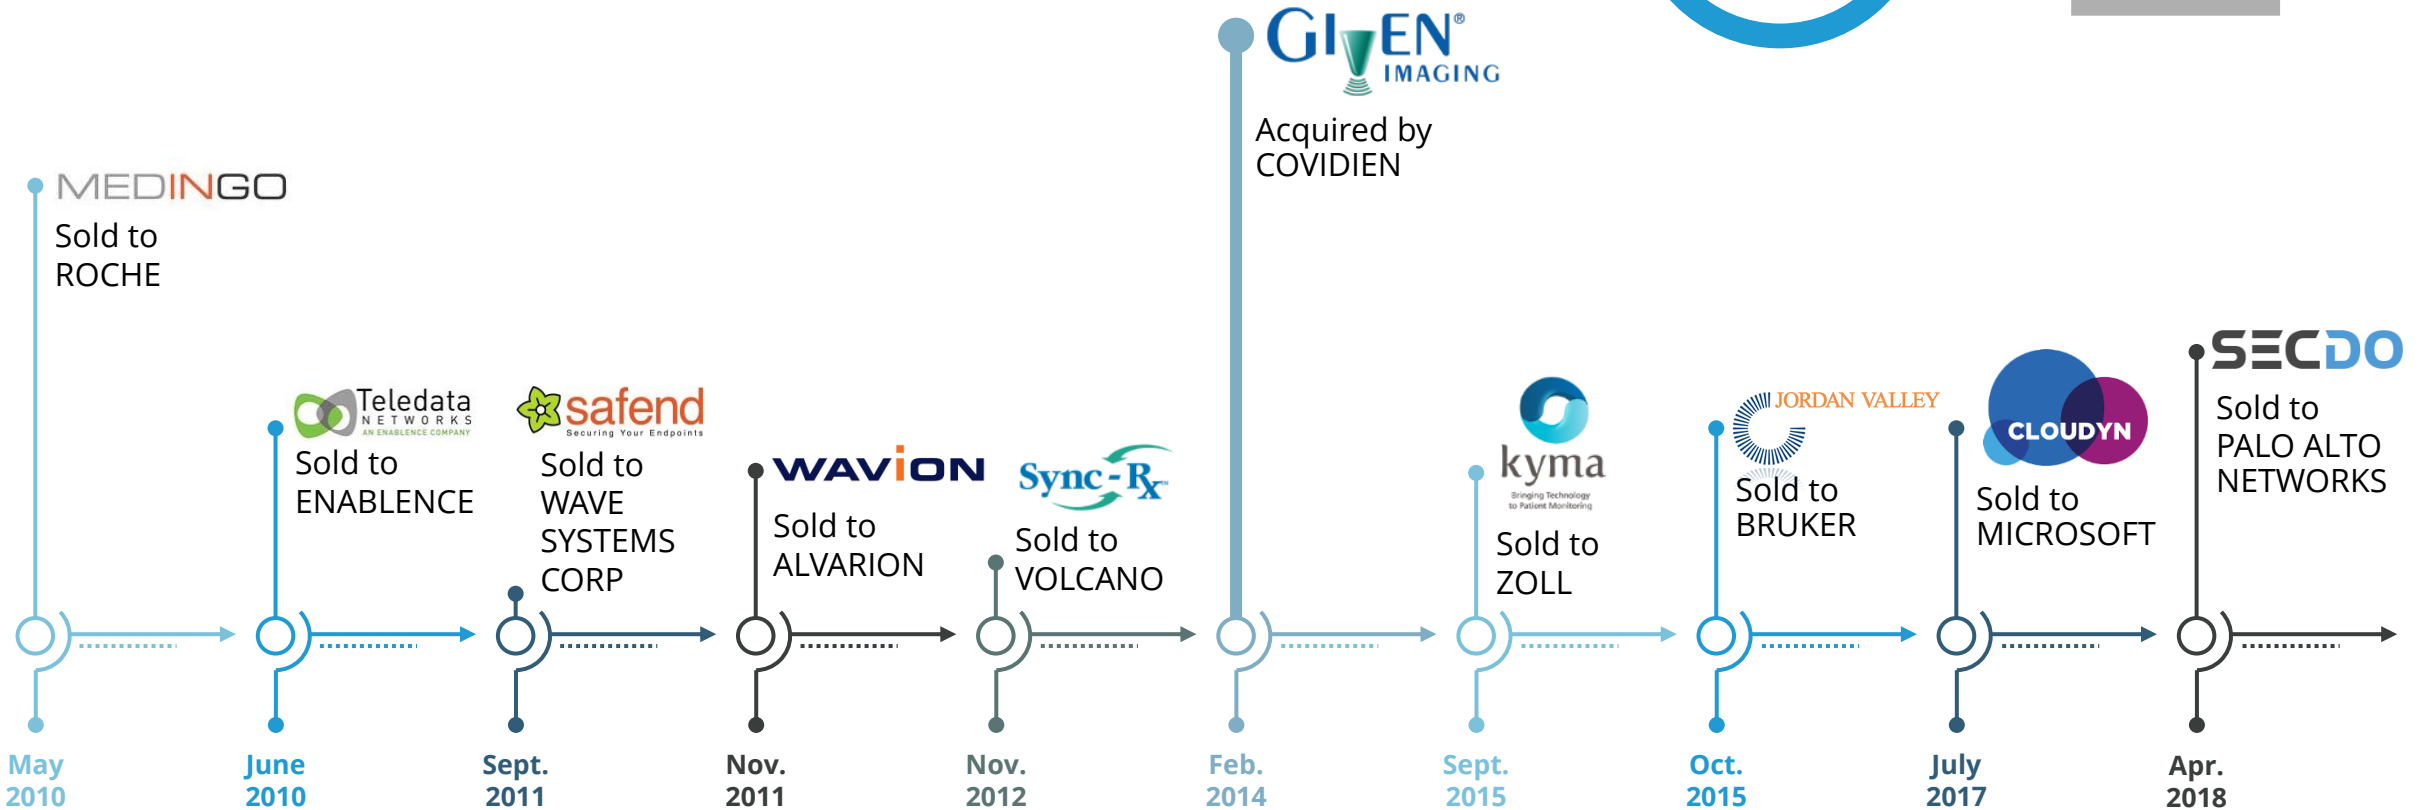 MEDINGO
Sold to
ROCHE
Teledata
NETWORKS
AN ENABLENCE COMPANY
Sold to
ENABLENCE
safend
Securing Your Endpoints
Sold to
WAVE
SYSTEMS
CORP
WAVION
Sold to
ALVARION
Sync-Rx™
Sold to
VOLCANO
GIVEN®
IMAGING
Acquired by
COVIDIEN
kyma
Bringing Technology
to Patient Monitoring
Sold to
ZOLL
JORDAN VALLEY
Sold to
BRUKER
CLOUDYN
Sold to
MICROSOFT
SECDO
Sold to
PALO ALTO
NETWORKS
May
2010
June
2010
Sept.
2011
Nov.
2011
Nov.
2012
Feb.
2014
Sept.
2015
Oct.
2015
July
2017
Apr.
2018